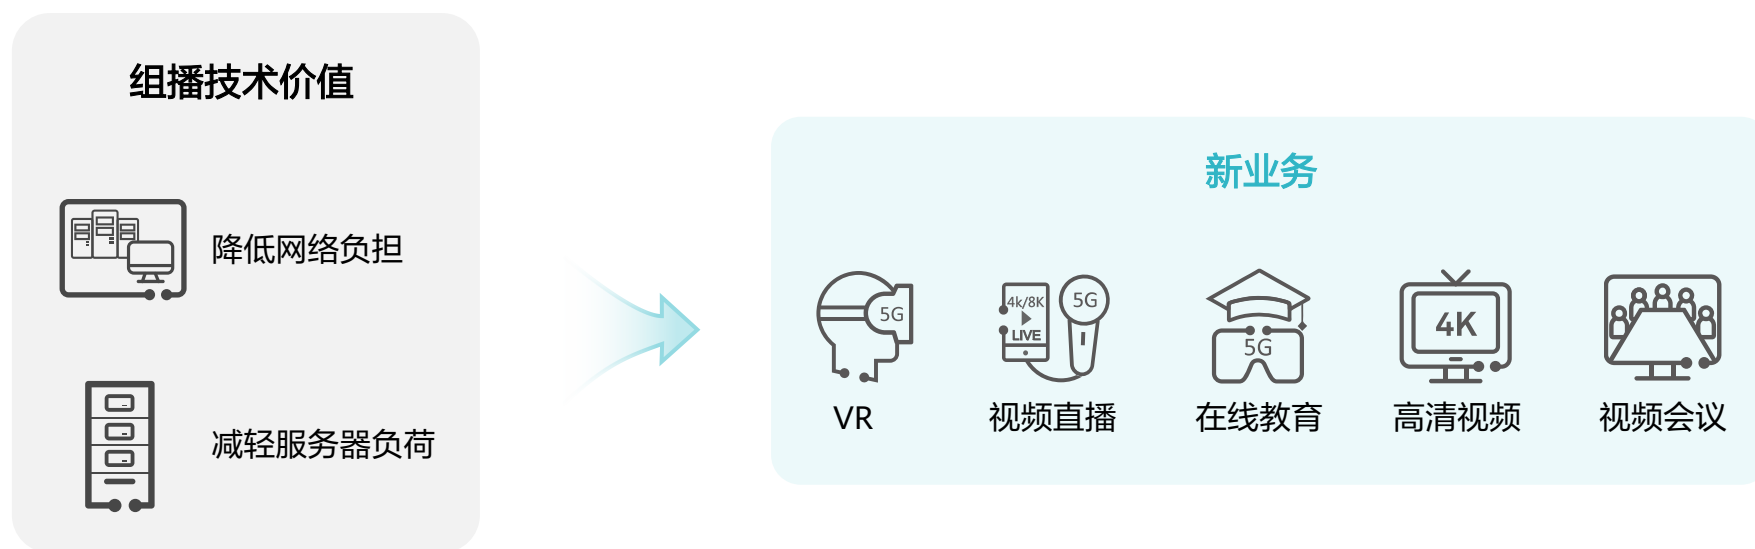 组播技术价值
降低网络负担
减轻服务器负荷
新业务
5G
4k/8K
LIVE
5G
5G
4K
VR
视频直播
在线教育
高清视频
视频会议